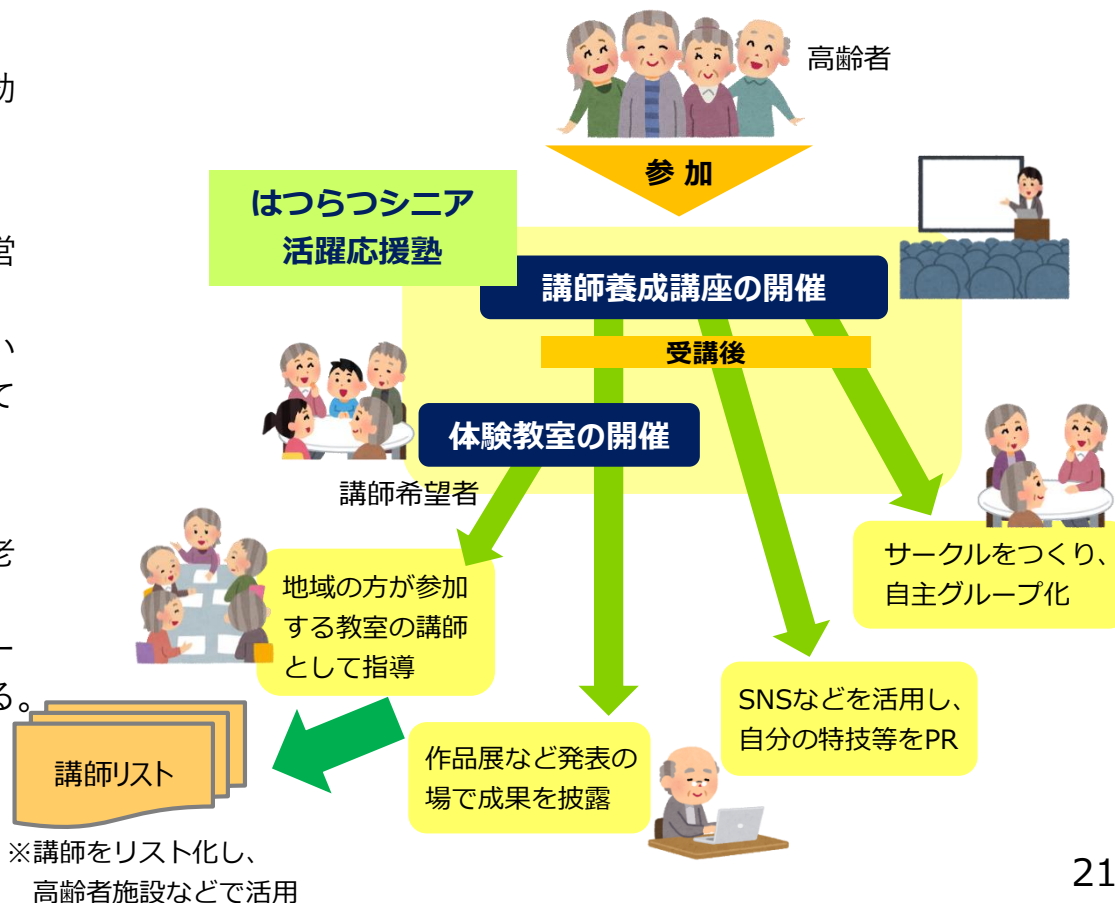 高齢者
参 加
はつらつシニア
活躍応援塾
講師養成講座の開催
受講後
体験教室の開催
講師希望者
地域の方が参加
する教室の講師
として指導
サークルをつくり、
自主グループ化
SNSなどを活用し、
自分の特技等をPR
作品展など発表の
場で成果を披露
講師リスト
※講師をリスト化し、
高齢者施設などで活用
営
い
て
老
ー
る。
21